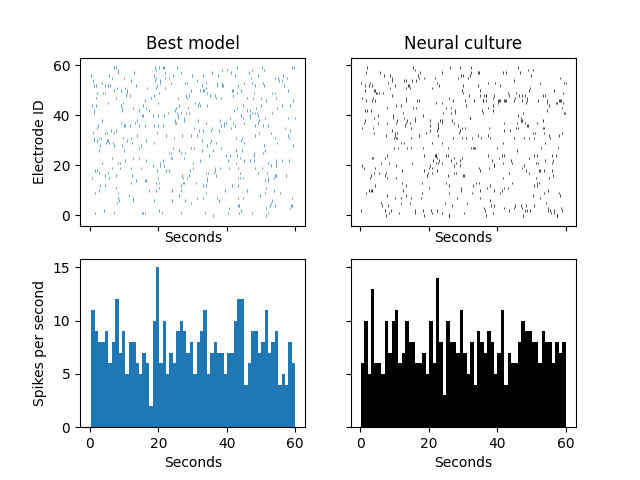 Best model
Neural culture
60
40
20
0
Electrode ID
Seconds
Seconds
15
10
5
0
Spikes per second
0 20 40 60
Seconds
0 20 40 60
Seconds